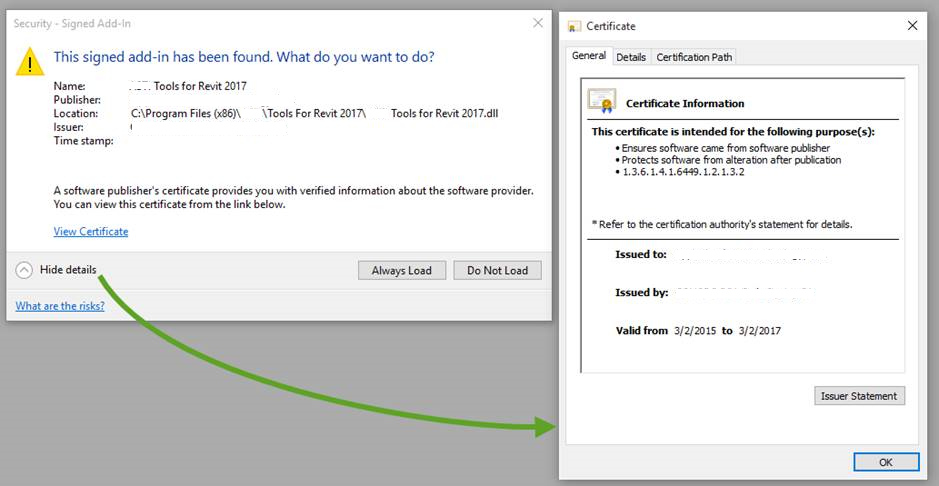 Security - Signed Add-In
This signed add-in has been found. What do you want to do?
Name: Tools for Revit 2017
Publisher:
Location: C:\Program Files (x86)\ \Tools For Revit 2017\ Tools for Revit 2017.dll
Issuer:
Time stamp:
A software publisher's certificate provides you with verified information about the software provider.
You can view this certificate from the link below.
View Certificate
Hide details
Always Load
Do Not Load
What are the risks?
Certificate
General Details Certification Path
Certificate Information
This certificate is intended for the following purpose(s):
• Ensures software came from software publisher
• Protects software from alteration after publication
• 1.3.6.1.4.1.6449.1.2.1.3.2
* Refer to the certification authority's statement for details.
Issued to:
Issued by:
Valid from 3/2/2015 to 3/2/2017
Issuer Statement
OK